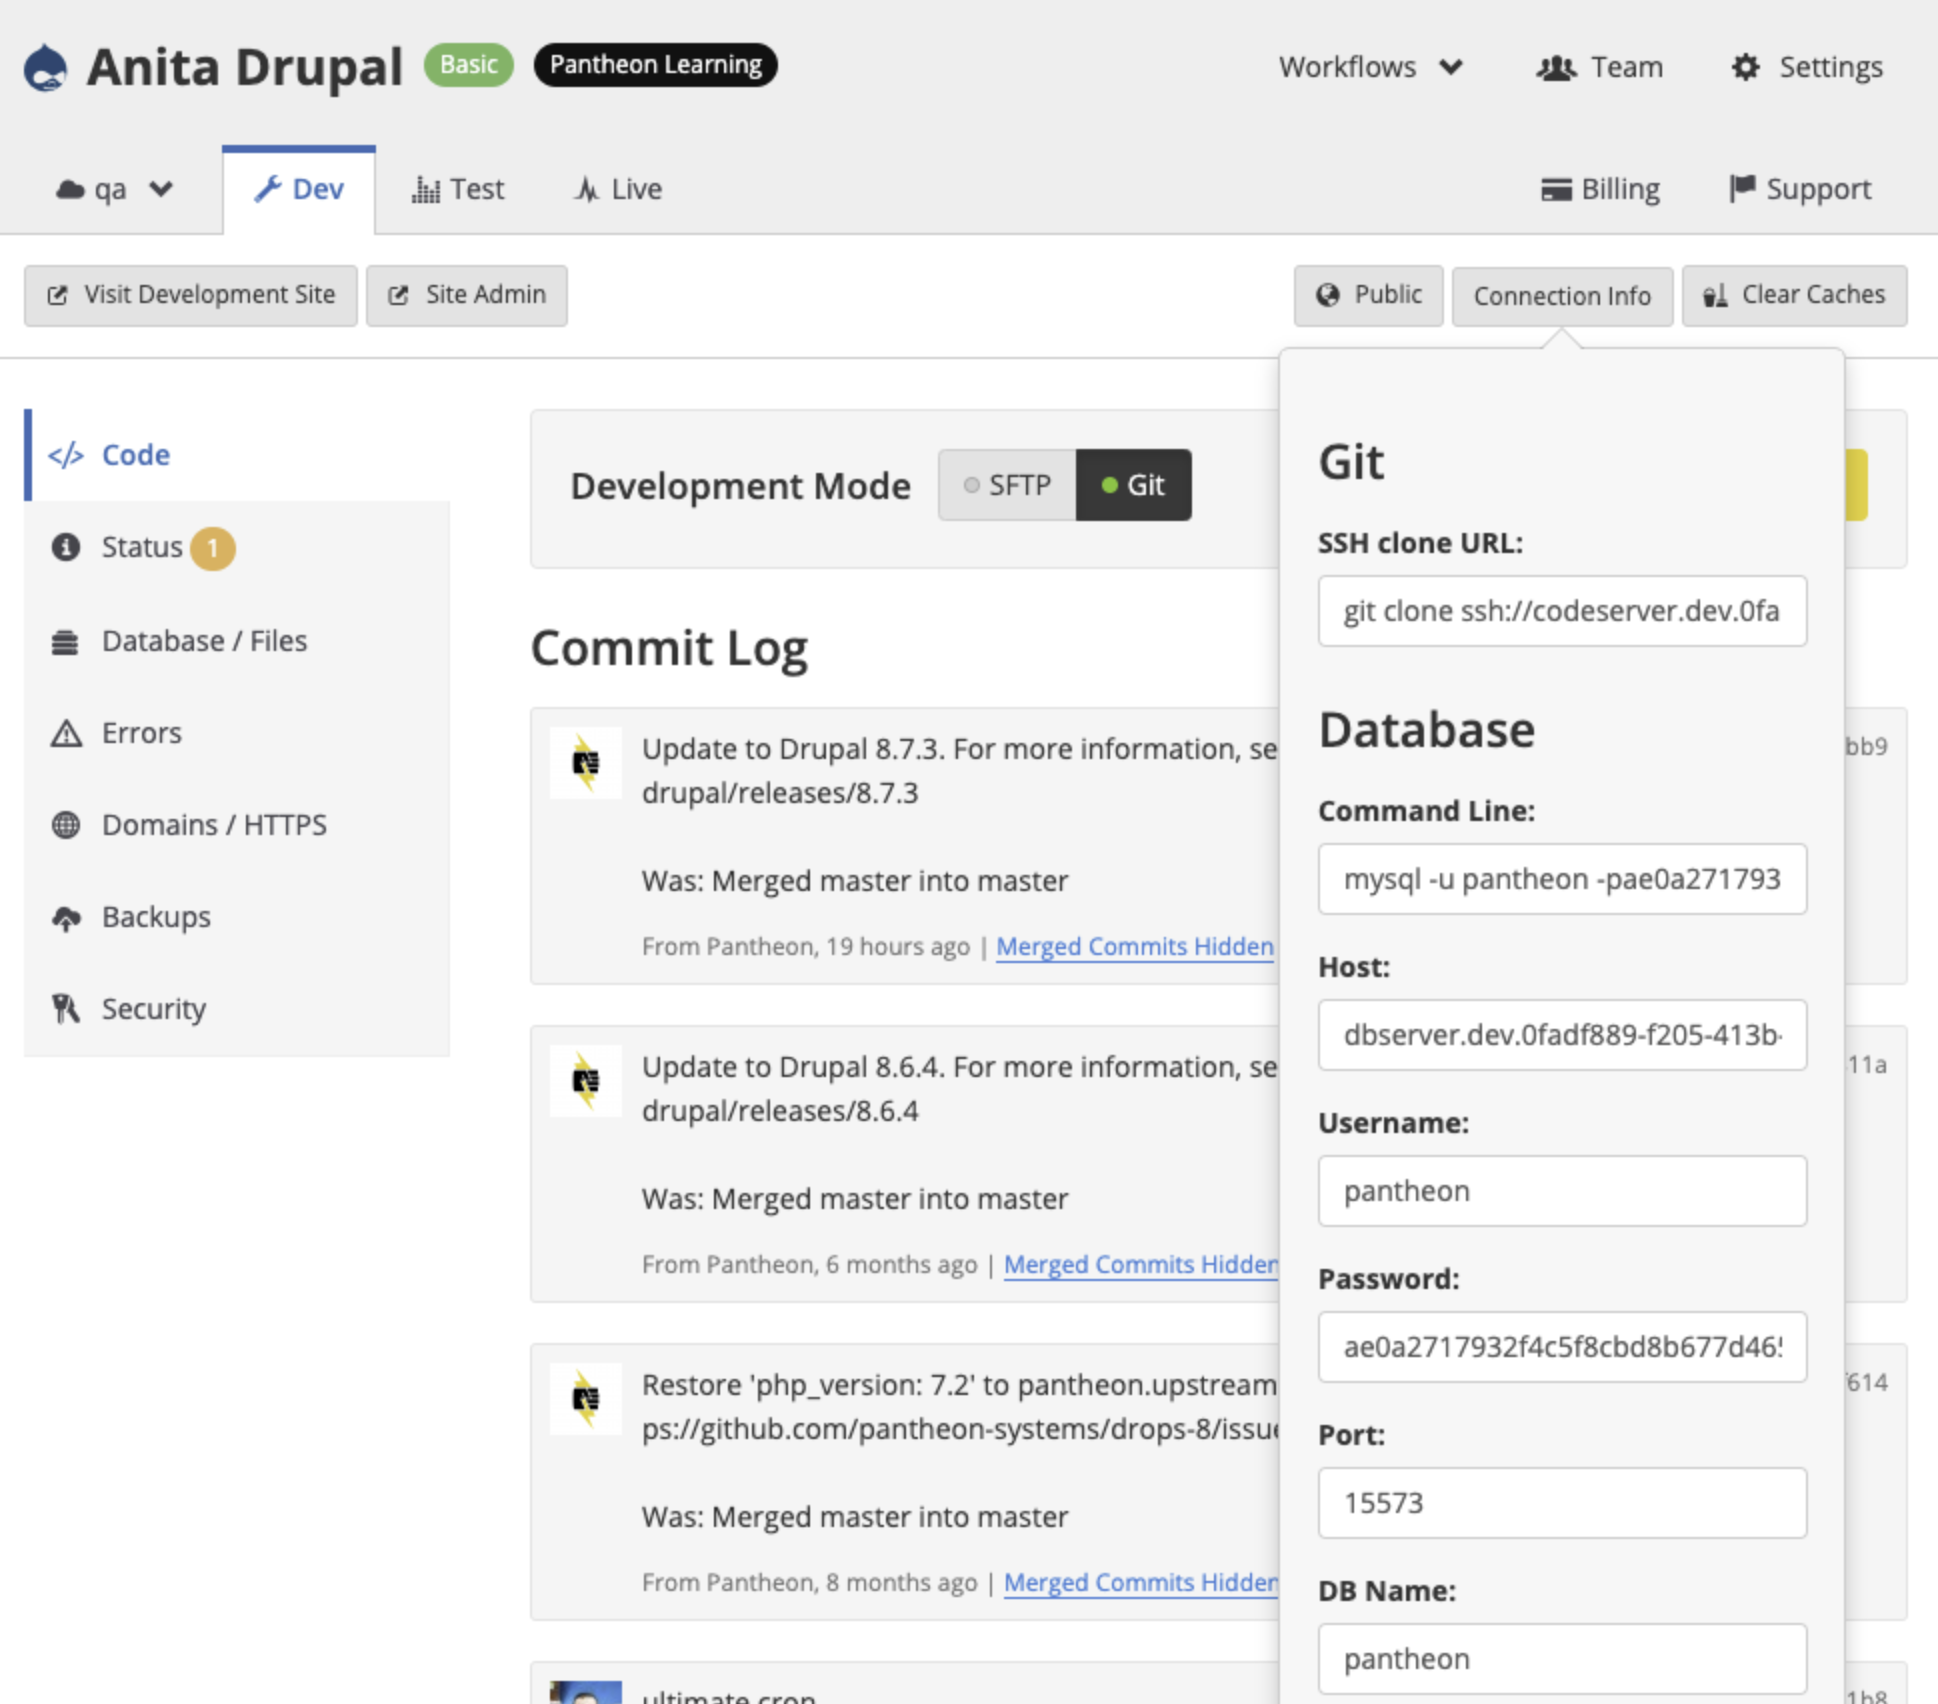 Anita Drupal Basic Pantheon Learning Workflows Team Settings
qa Dev Test Live Billing Support
Visit Development Site Site Admin Public Connection Info Clear Caches
Code
Status 1
Database / Files
Errors
Domains / HTTPS
Backups
Security
Development Mode SFTP Git
Commit Log
Update to Drupal 8.7.3. For more information, se
drupal/releases/8.7.3
bb9
Was: Merged master into master
From Pantheon, 19 hours ago | Merged Commits Hidden
Update to Drupal 8.6.4. For more information, se
drupal/releases/8.6.4
11a
Was: Merged master into master
From Pantheon, 6 months ago | Merged Commits Hidden
Restore 'php_version: 7.2' to pantheon.upstream
ps://github.com/pantheon-systems/drops-8/issue
614
Was: Merged master into master
From Pantheon, 8 months ago | Merged Commits Hidden
ultimate cron
1b8
Git
SSH clone URL:
git clone ssh://codeserver.dev.0fa
Database
Command Line:
mysql -u pantheon -pae0a271793
Host:
dbserver.dev.0fadf889-f205-413b-
Username:
pantheon
Password:
ae0a2717932f4c5f8cbd8b677d465
Port:
15573
DB Name:
pantheon